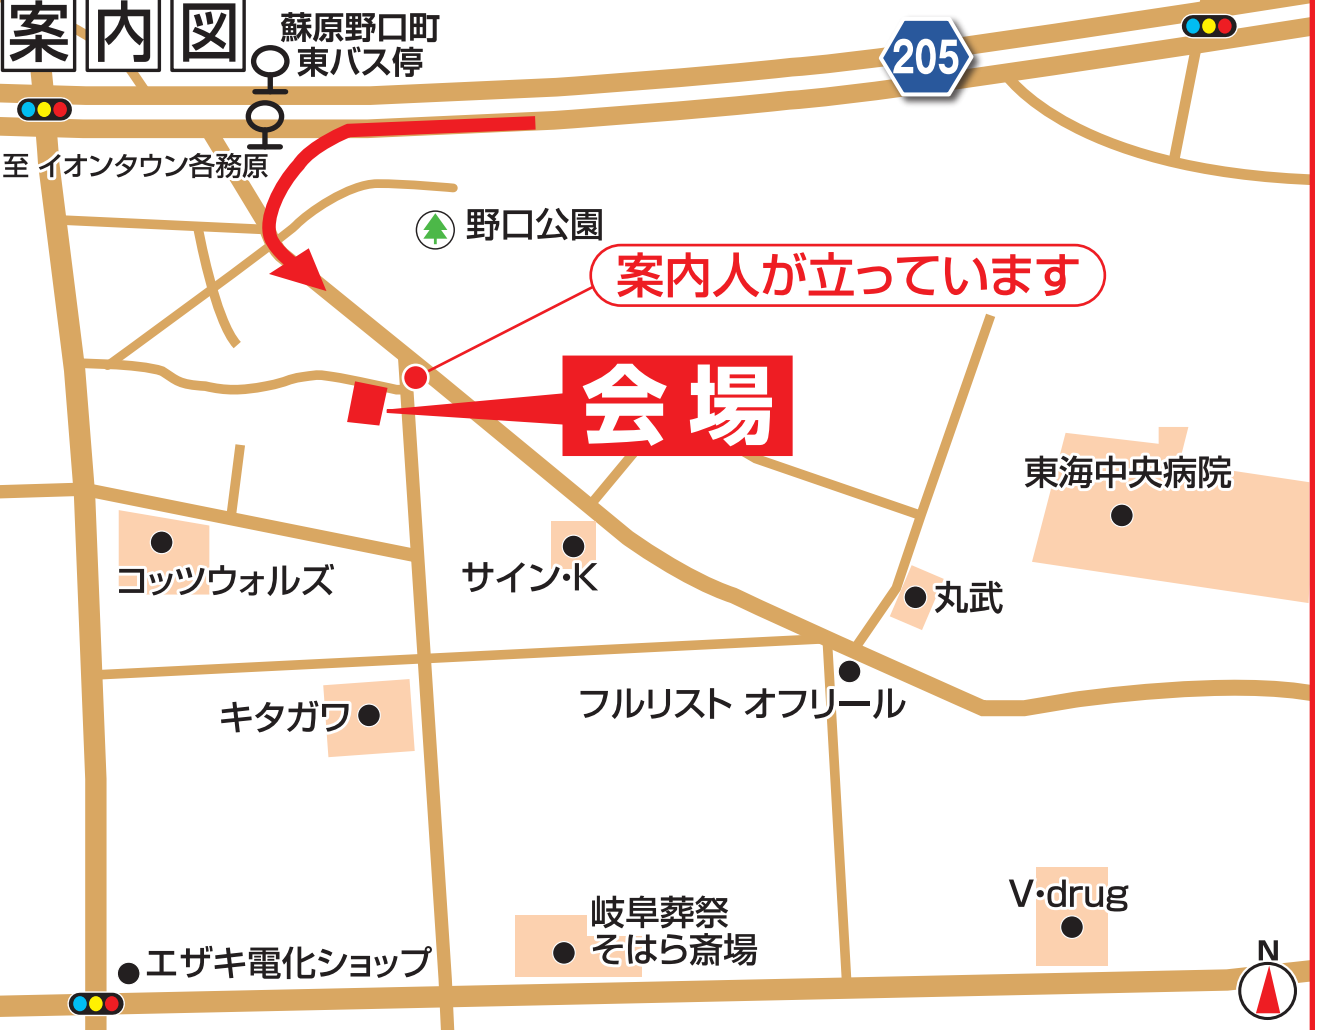 案内図
蘇原野口町
東バス停
205
至 イオンタウン各務原
野口公園
案内人が立っています
会場
東海中央病院
コッツウォルズ
サイン・K
丸武
キタガワ
フルリスト オフリール
V・drug
岐阜葬祭
そはら斎場
エザキ電化ショップ
N